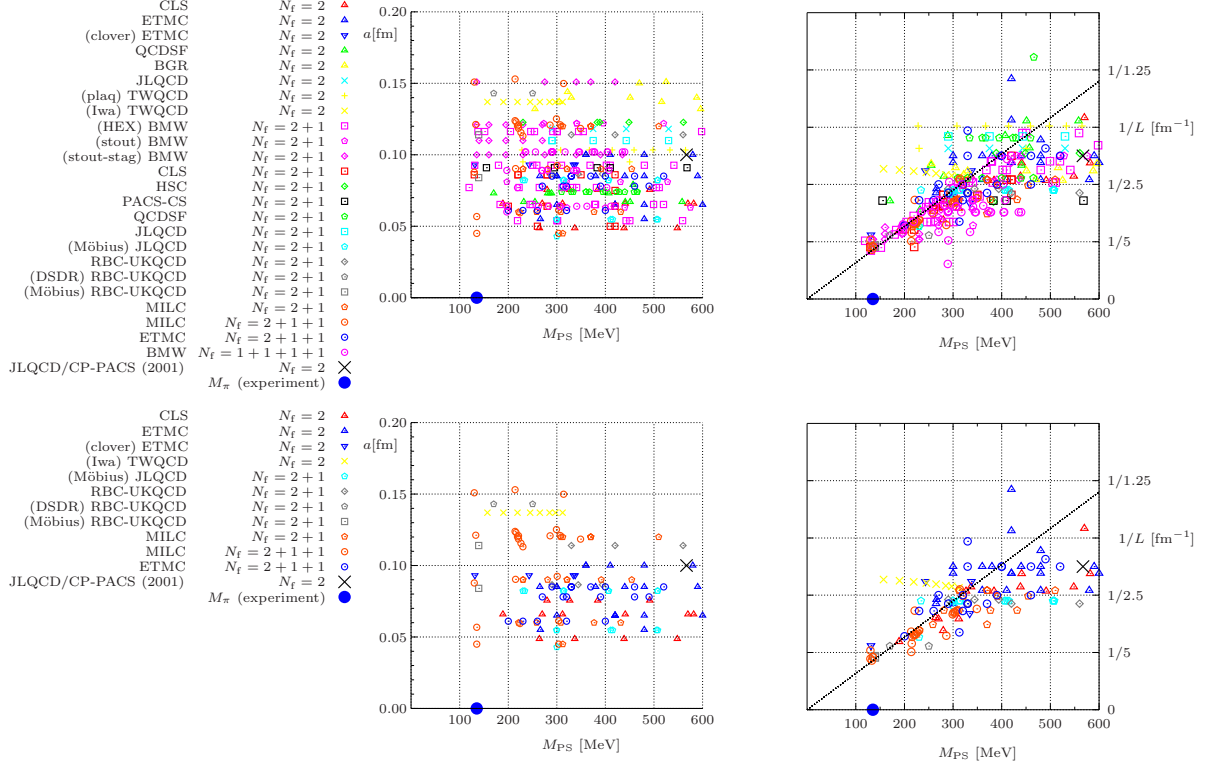 CLS N_f = 2
ETMC N_f = 2
(clover) ETMC N_f = 2
QCDSF N_f = 2
BGR N_f = 2
JLQCD N_f = 2
(plaq) TWQCD N_f = 2
(Iwa) TWQCD N_f = 2
(HEX) BMW N_f = 2 + 1
(stout) BMW N_f = 2 + 1
(stout-stag) BMW N_f = 2 + 1
CLS N_f = 2 + 1
HSC N_f = 2 + 1
PACS-CS N_f = 2 + 1
QCDSF N_f = 2 + 1
JLQCD N_f = 2 + 1
(Möbius) JLQCD N_f = 2 + 1
RBC-UKQCD N_f = 2 + 1
(DSDR) RBC-UKQCD N_f = 2 + 1
(Möbius) RBC-UKQCD N_f = 2 + 1
MILC N_f = 2 + 1
MILC N_f = 2 + 1 + 1
ETMC N_f = 2 + 1 + 1
BMW N_f = 1 + 1 + 1 + 1
JLQCD/CP-PACS (2001) N_f = 2
M_π (experiment)
0.20
a[fm]
0.15
0.10
0.05
0.00
100 200 300 400 500 600
M_PS [MeV]
1/1.25
1/L [fm⁻¹]
1/2.5
1/5
0
100 200 300 400 500 600
M_PS [MeV]
CLS N_f = 2
ETMC N_f = 2
(clover) ETMC N_f = 2
(Iwa) TWQCD N_f = 2
(Möbius) JLQCD N_f = 2 + 1
RBC-UKQCD N_f = 2 + 1
(DSDR) RBC-UKQCD N_f = 2 + 1
(Möbius) RBC-UKQCD N_f = 2 + 1
MILC N_f = 2 + 1
MILC N_f = 2 + 1 + 1
ETMC N_f = 2 + 1 + 1
JLQCD/CP-PACS (2001) N_f = 2
M_π (experiment)
0.20
a[fm]
0.15
0.10
0.05
0.00
100 200 300 400 500 600
M_PS [MeV]
1/1.25
1/L [fm⁻¹]
1/2.5
1/5
0
100 200 300 400 500 600
M_PS [MeV]